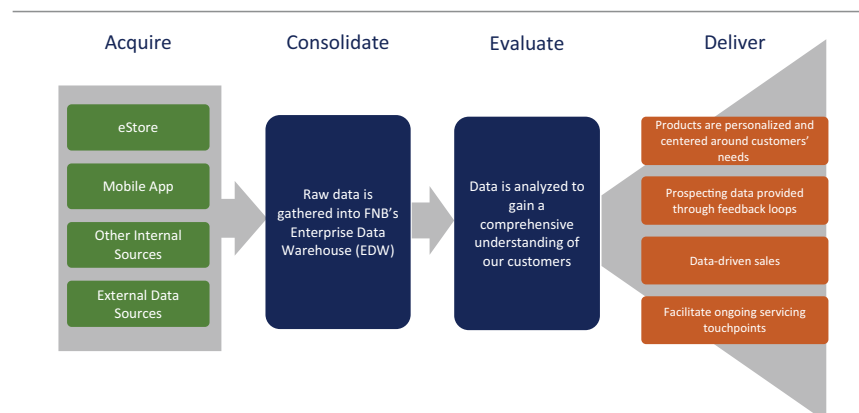 Acquire
Consolidate
Evaluate
Deliver
eStore
Mobile App
Other Internal
Sources
External Data
Sources
Raw data is
gathered into FNB’s
Enterprise Data
Warehouse (EDW)
Data is analyzed to
gain a
comprehensive
understanding of
our customers
Products are personalized and
centered around customers’
needs
Prospecting data provided
through feedback loops
Data-driven sales
Facilitate ongoing servicing
touchpoints